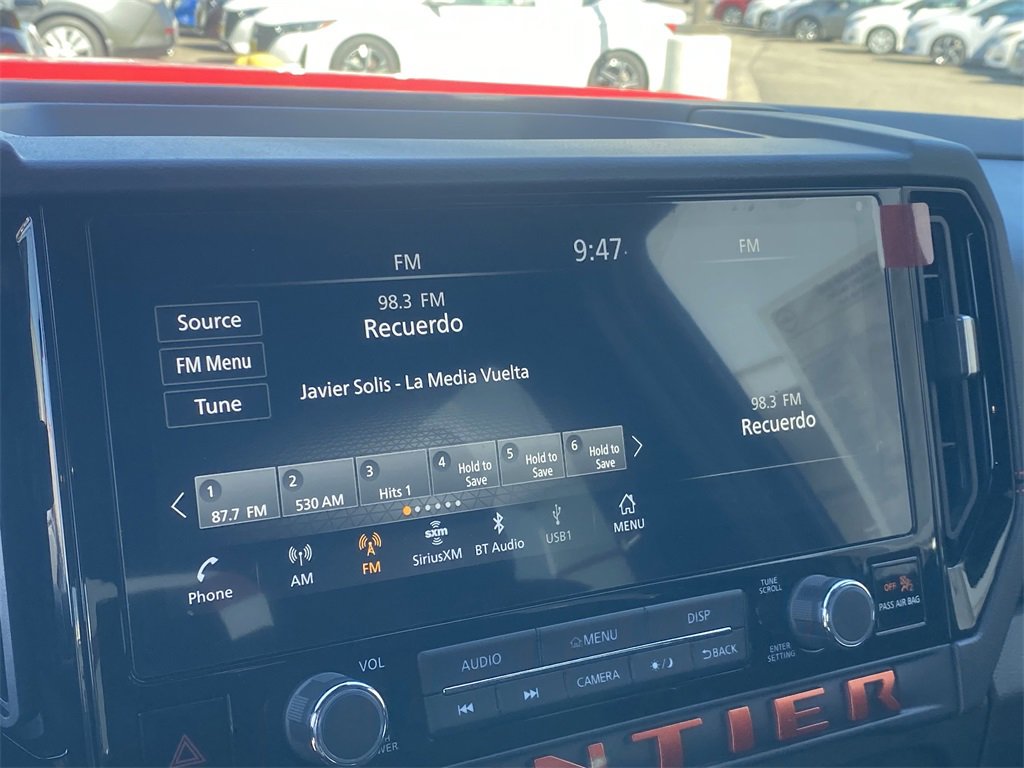 FM
9:47
FM
98.3 FM
Recuerdo
Source
FM Menu
Tune
Javier Solis - La Media Vuelta
98.3 FM
Recuerdo
1
87.7 FM
2
530 AM
3
Hits 1
4
Hold to
Save
5
Hold to
Save
6
Hold to
Save
Phone
AM
FM
sxm
SiriusXM
BT Audio
USB1
MENU
VOL
AUDIO
MENU
DISP
CAMERA
BACK
TUNE
SCROLL
ENTER
SETTING
OFF
PASS AIR BAG
NTIER